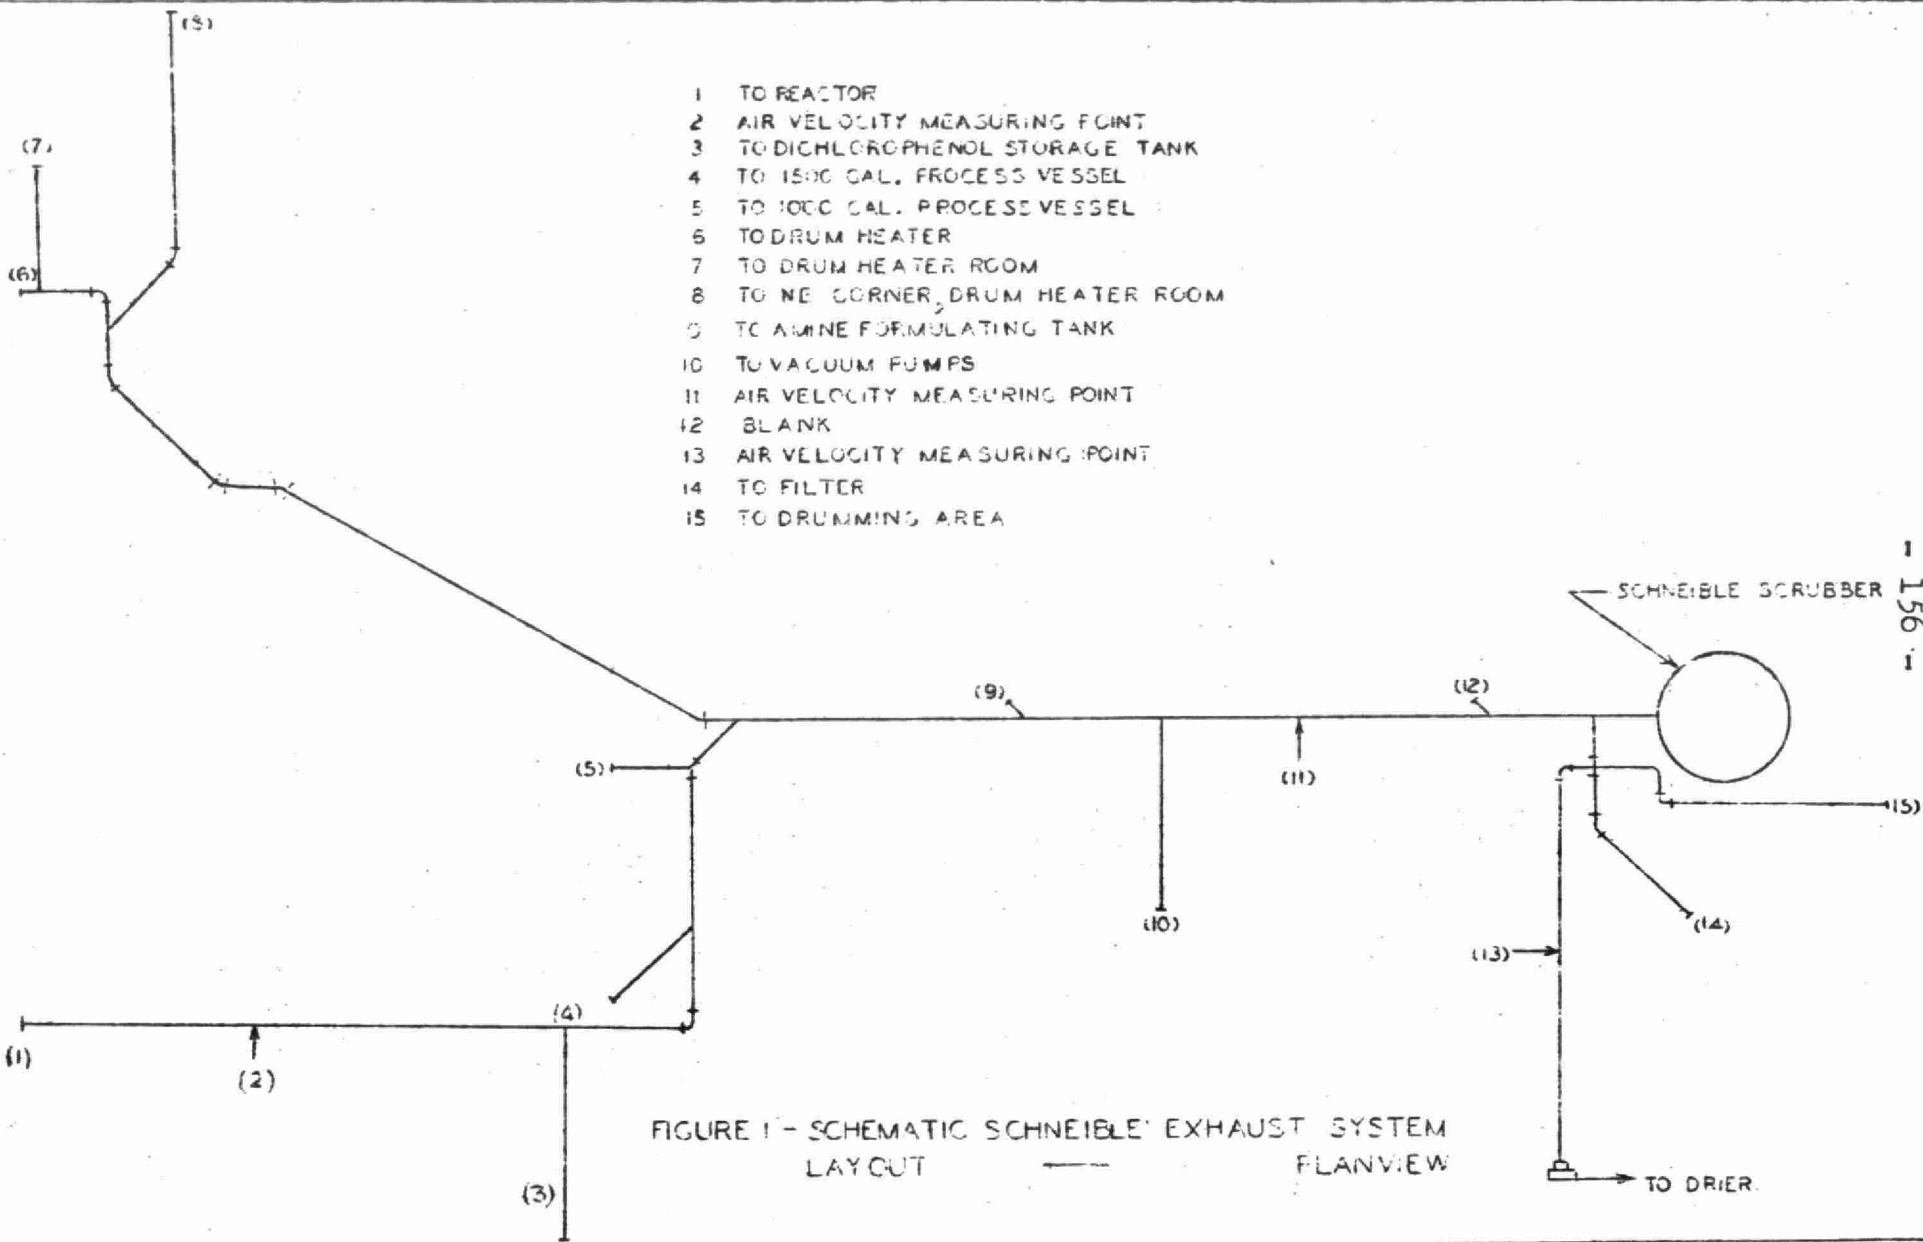 (8)
(7)
(6)
1 TO REACTOR
2 AIR VELOCITY MEASURING POINT
3 TO DICHLOROPHENOL STORAGE TANK
4 TO 1500 GAL. PROCESS VESSEL
5 TO 1000 GAL. PROCESS VESSEL
6 TO DRUM HEATER
7 TO DRUM HEATER ROOM
8 TO NE CORNER, DRUM HEATER ROOM
9 TO AMINE FORMULATING TANK
10 TO VACUUM PUMPS
11 AIR VELOCITY MEASURING POINT
12 BLANK
13 AIR VELOCITY MEASURING POINT
14 TO FILTER
15 TO DRUMMING AREA
SCHNEIBLE SCRUBBER
- 156 -
(9)
(12)
(5)
(11)
(15)
(10)
(14)
(13)
(4)
(1)
(2)
(3)
FIGURE 1 - SCHEMATIC SCHNEIBLE EXHAUST SYSTEM
LAYOUT — PLANVIEW
TO DRIER